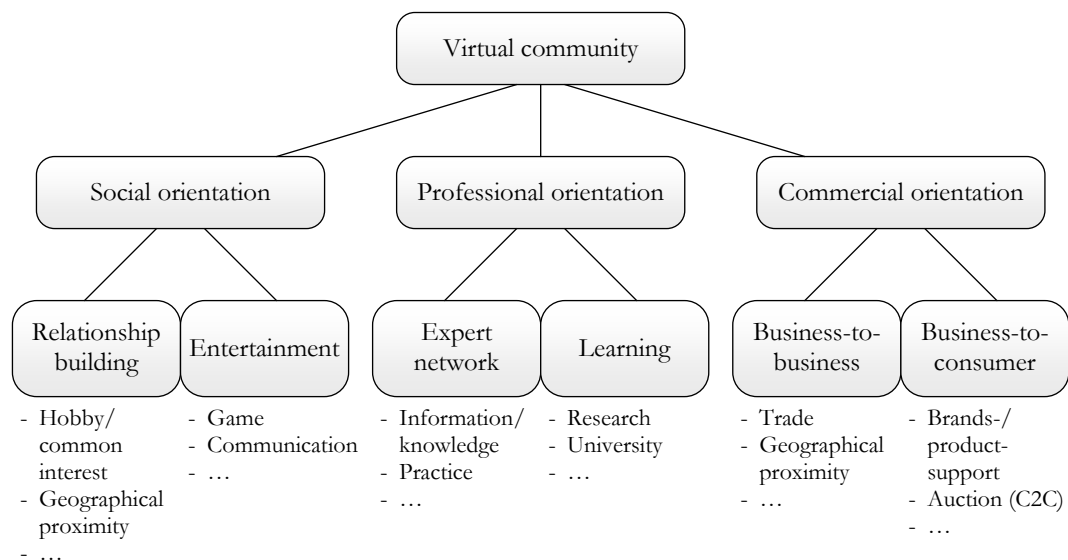 Virtual community
Social orientation
Professional orientation
Commercial orientation
Relationship
building
Entertainment
Expert
network
Learning
Business-to-
business
Business-to-
consumer
- Hobby/
common
interest
- Geographical
proximity
- …
- Game
- Communication
- …
- Information/
knowledge
- Practice
- …
- Research
- University
- …
- Trade
- Geographical
proximity
- …
- Brands-/
product-
support
- Auction (C2C)
- …